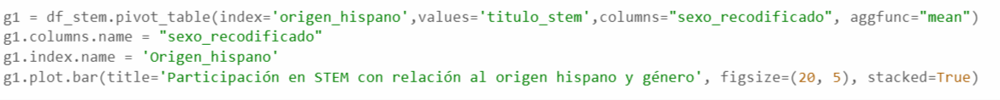 g1 = df_stem.pivot_table(index='origen_hispano',values='titulo_stem',columns="sexo_recodificado", aggfunc="mean")
g1.columns.name = "sexo_recodificado"
g1.index.name = 'Origen_hispano'
g1.plot.bar(title='Participación en STEM con relación al origen hispano y género', figsize=(20, 5), stacked=True)